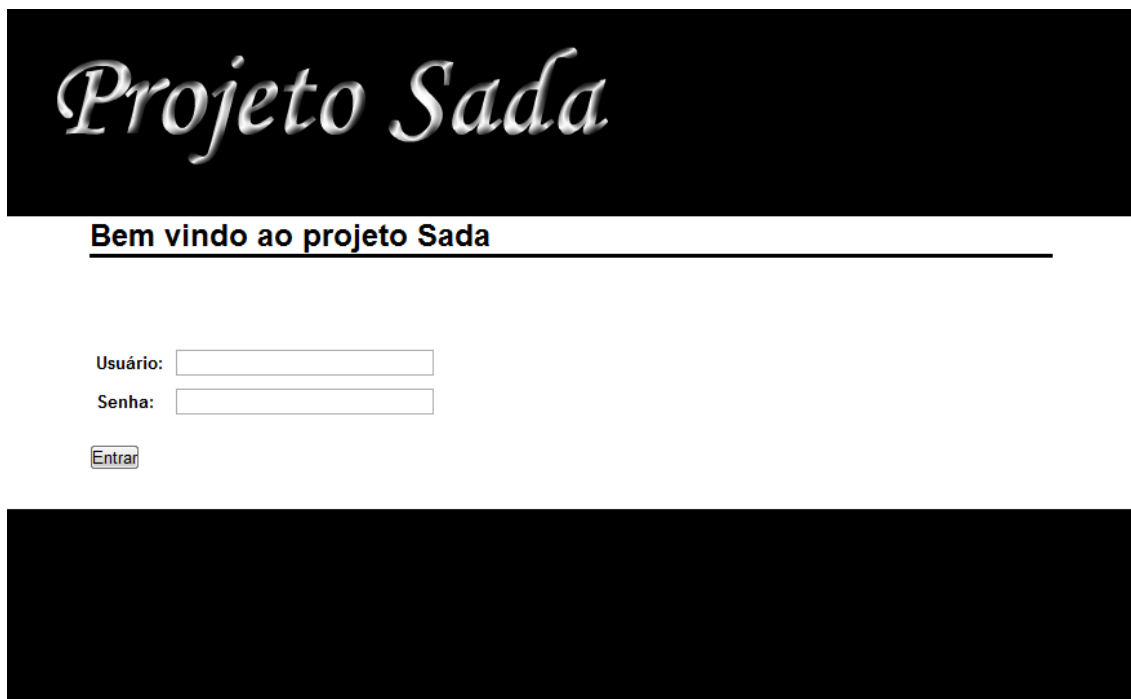 Projeto Sada
Bem vindo ao projeto Sada
Usuário:
Senha:
Entrar